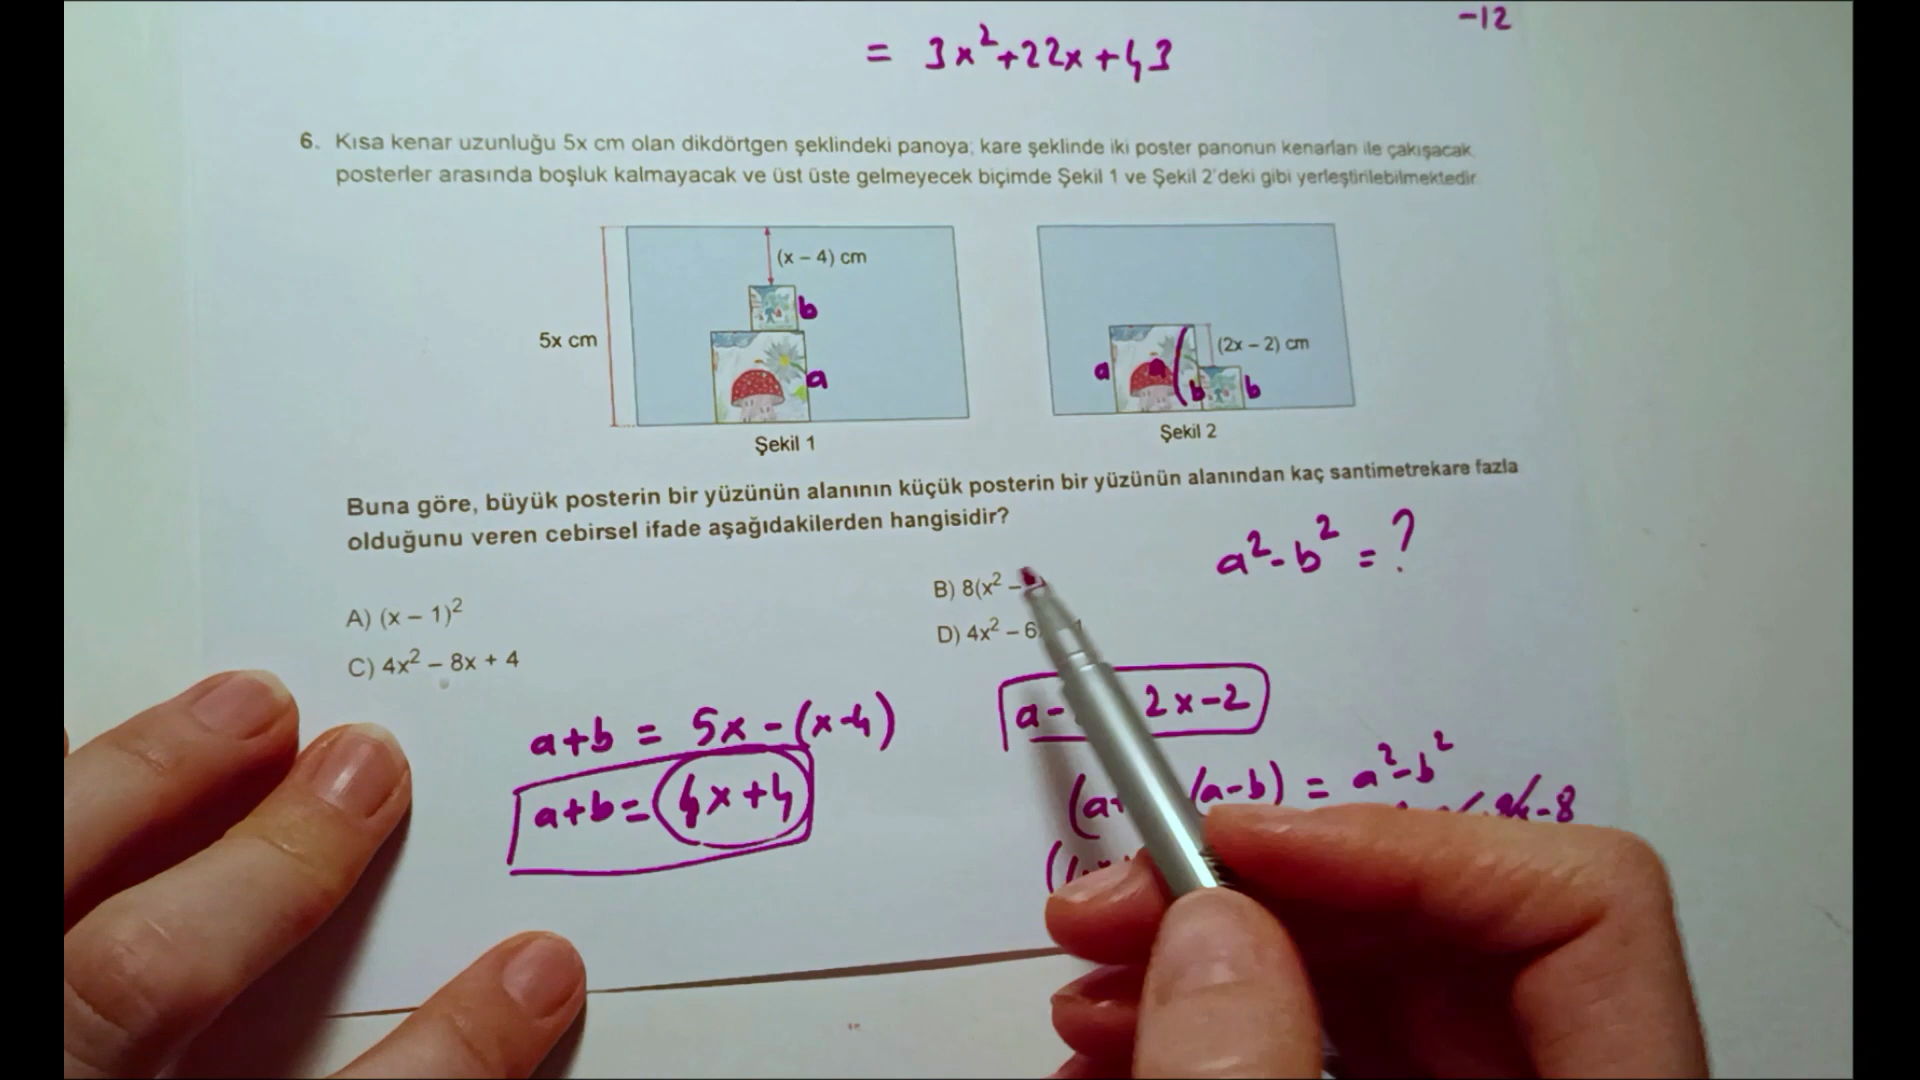 -12
= 3x²+22x+43
6. Kısa kenar uzunluğu 5x cm olan dikdörtgen şeklindeki panoya; kare şeklinde iki poster panonun kenarları ile çakışacak,
posterler arasında boşluk kalmayacak ve üst üste gelmeyecek biçimde Şekil 1 ve Şekil 2'deki gibi yerleştirilebilmektedir.
(x – 4) cm
b
5x cm
a
Şekil 1
(2x – 2) cm
a
b
b
Şekil 2
Buna göre, büyük posterin bir yüzünün alanının küçük posterin bir yüzünün alanından kaç santimetrekare fazla
olduğunu veren cebirsel ifade aşağıdakilerden hangisidir?
a²-b² = ?
A) (x – 1)²
B) 8(x² –
C) 4x² – 8x + 4
D) 4x² – 6
a+b = 5x-(x-4)
a+b=(4x+4)
a- 2x-2
(a+ (a-b) = a²-b²
-8